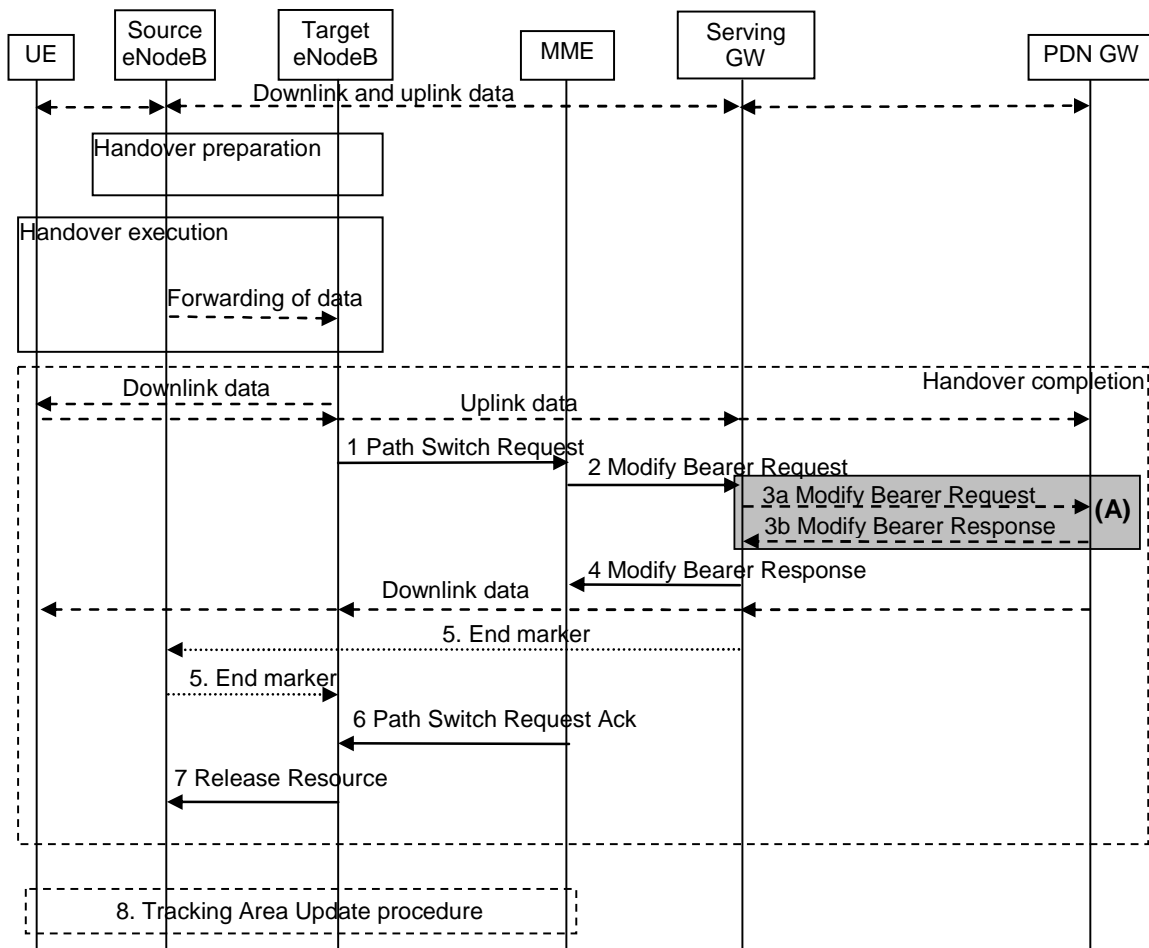 UE
Source
eNodeB
Target
eNodeB
MME
Serving
GW
PDN GW
Downlink and uplink data
Handover preparation
Handover execution
Forwarding of data
Handover completion
Downlink data
Uplink data
1 Path Switch Request
2 Modify Bearer Request
3a Modify Bearer Request
(A)
3b Modify Bearer Response
4 Modify Bearer Response
Downlink data
5. End marker
5. End marker
6 Path Switch Request Ack
7 Release Resource
8. Tracking Area Update procedure